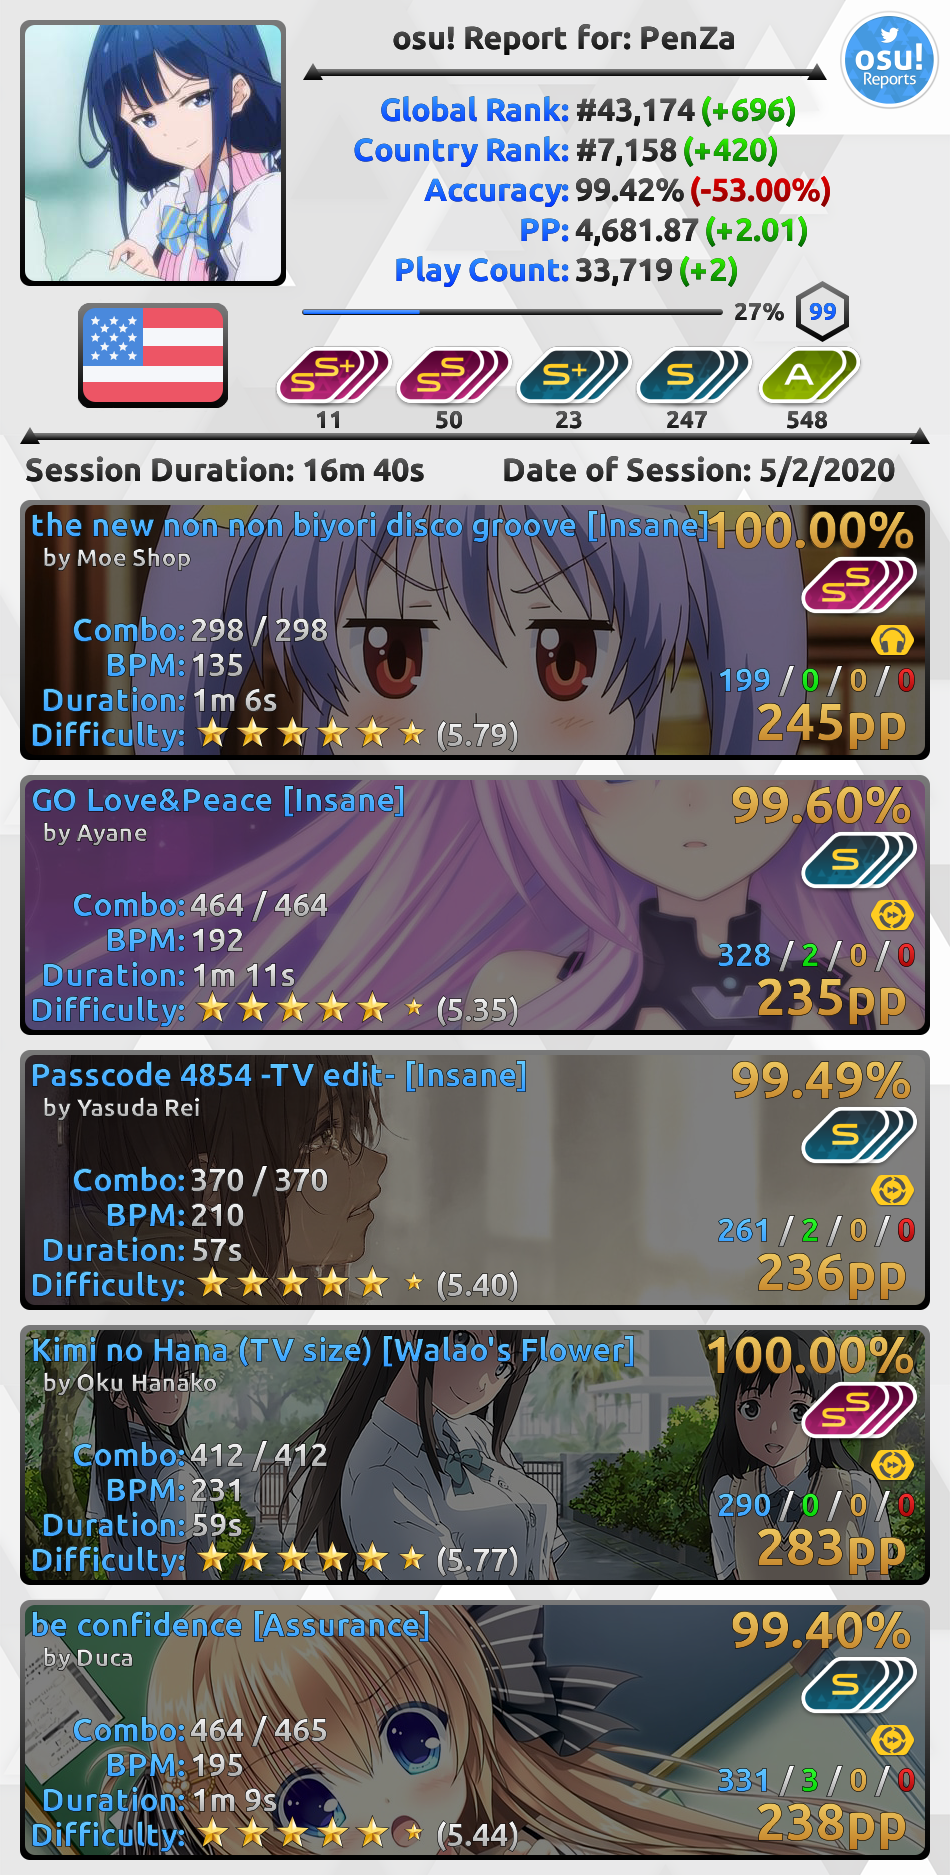 osu! Report for: PenZa
osu!
Reports
Global Rank: #43,174 (+696)
Country Rank: #7,158 (+420)
Accuracy: 99.42% (-53.00%)
PP: 4,681.87 (+2.01)
Play Count: 33,719 (+2)
27% 99
SS+ SS S+ S A
11 50 23 247 548
Session Duration: 16m 40s Date of Session: 5/2/2020
the new non non biyori disco groove [Insane] 100.00%
by Moe Shop
SS
Combo: 298 / 298
BPM: 135
Duration: 1m 6s 199 / 0 / 0 / 0
Difficulty: (5.79) 245pp
GO Love&Peace [Insane] 99.60%
by Ayane
S
Combo: 464 / 464
BPM: 192
Duration: 1m 11s 328 / 2 / 0 / 0
Difficulty: (5.35) 235pp
Passcode 4854 -TV edit- [Insane] 99.49%
by Yasuda Rei
S
Combo: 370 / 370
BPM: 210
Duration: 57s 261 / 2 / 0 / 0
Difficulty: (5.40) 236pp
Kimi no Hana (TV size) [Walao's Flower] 100.00%
by Oku Hanako
SS
Combo: 412 / 412
BPM: 231
Duration: 59s 290 / 0 / 0 / 0
Difficulty: (5.77) 283pp
be confidence [Assurance] 99.40%
by Duca
S
Combo: 464 / 465
BPM: 195
Duration: 1m 9s 331 / 3 / 0 / 0
Difficulty: (5.44) 238pp